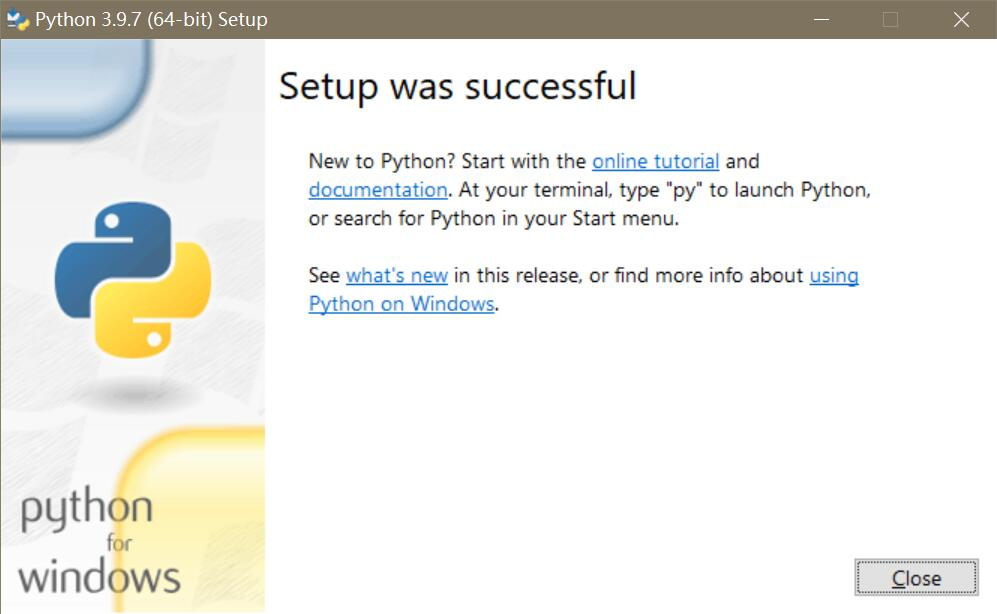 Python 3.9.7 (64-bit) Setup
Setup was successful
New to Python? Start with the online tutorial and
documentation. At your terminal, type "py" to launch Python,
or search for Python in your Start menu.
See what's new in this release, or find more info about using
Python on Windows.
python
for
windows
Close